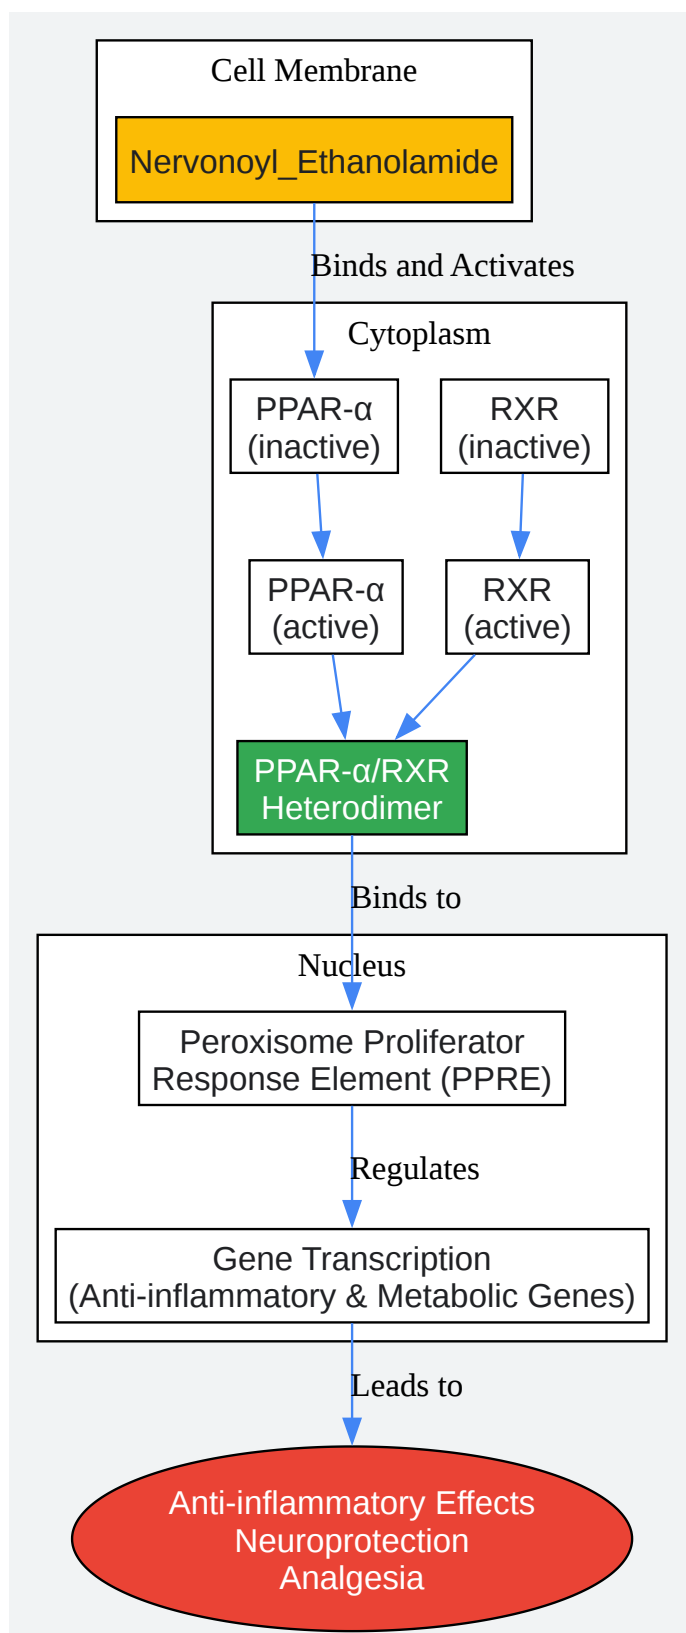 Cell Membrane
Nervonoyl_Ethanolamide
Binds and Activates
Cytoplasm
PPAR-α
(inactive)
RXR
(inactive)
PPAR-α
(active)
RXR
(active)
PPAR-α/RXR
Heterodimer
Binds to
Nucleus
Peroxisome Proliferator
Response Element (PPRE)
Regulates
Gene Transcription
(Anti-inflammatory & Metabolic Genes)
Leads to
Anti-inflammatory Effects
Neuroprotection
Analgesia